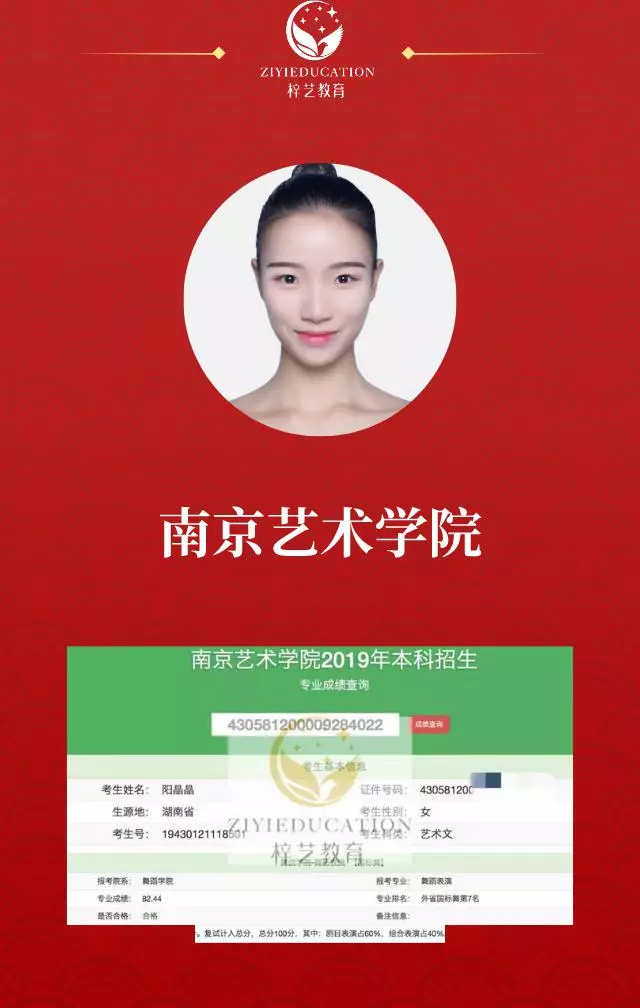 ZIYIEDUCATION
梓艺教育
南京艺术学院
南京艺术学院2019年本科招生
专业成绩查询
430581200009284022 成绩查询
考生基本信息
考生姓名: 阳晶晶 证件号码: 430581200
生源地: 湖南省 考生性别: 女
考生号: 19430121118501 考生科类: 艺术文
ZIYIEDUCATION
梓艺教育
报考院系: 舞蹈学院 报考专业: 舞蹈表演
专业成绩: 82.44 专业排名: 外省国标舞第7名
是否合格: 合格 备注信息:
。复试计入总分，总分100分，其中：剧目表演占60%，组合表演占40%。